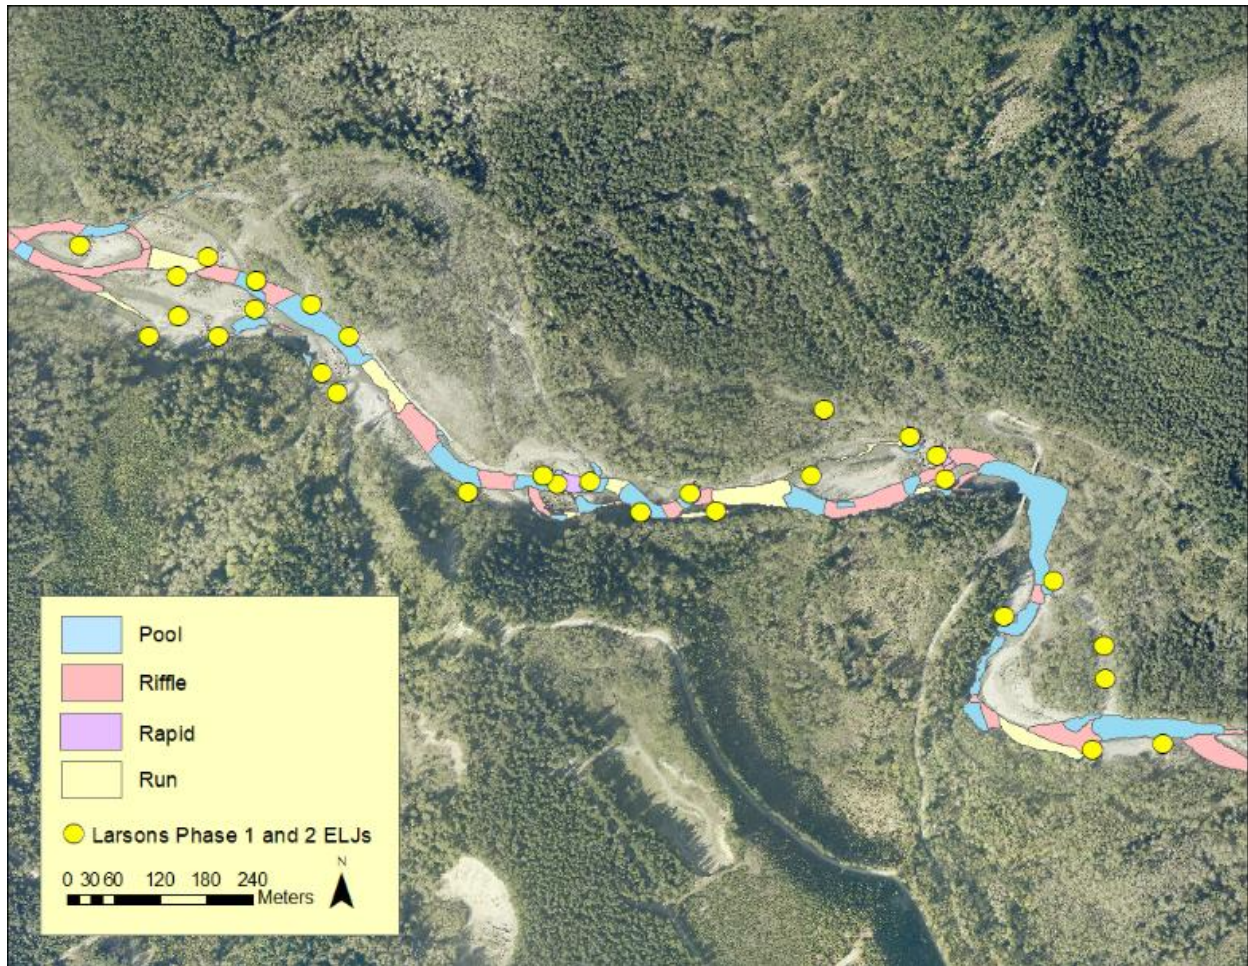 Pool
Riffle
Rapid
Run
Larsons Phase 1 and 2 ELJs
N
0 30 60 120 180 240
Meters